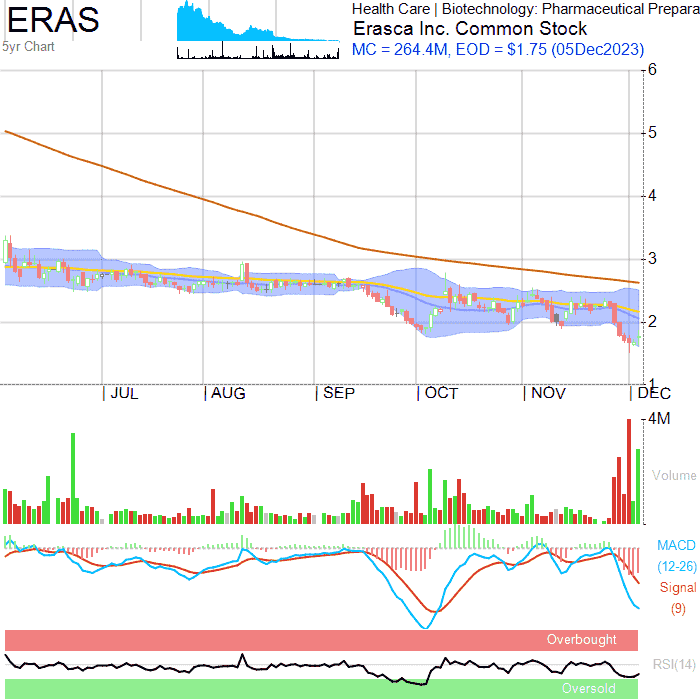 ERAS
5yr Chart
Health Care | Biotechnology: Pharmaceutical Prepara
Erasca Inc. Common Stock
MC = 264.4M, EOD = $1.75 (05Dec2023)
6
5
4
3
2
1
JUL AUG SEP OCT NOV DEC
4M
Volume
MACD
(12-26)
Signal
(9)
Overbought
RSI(14)
Oversold